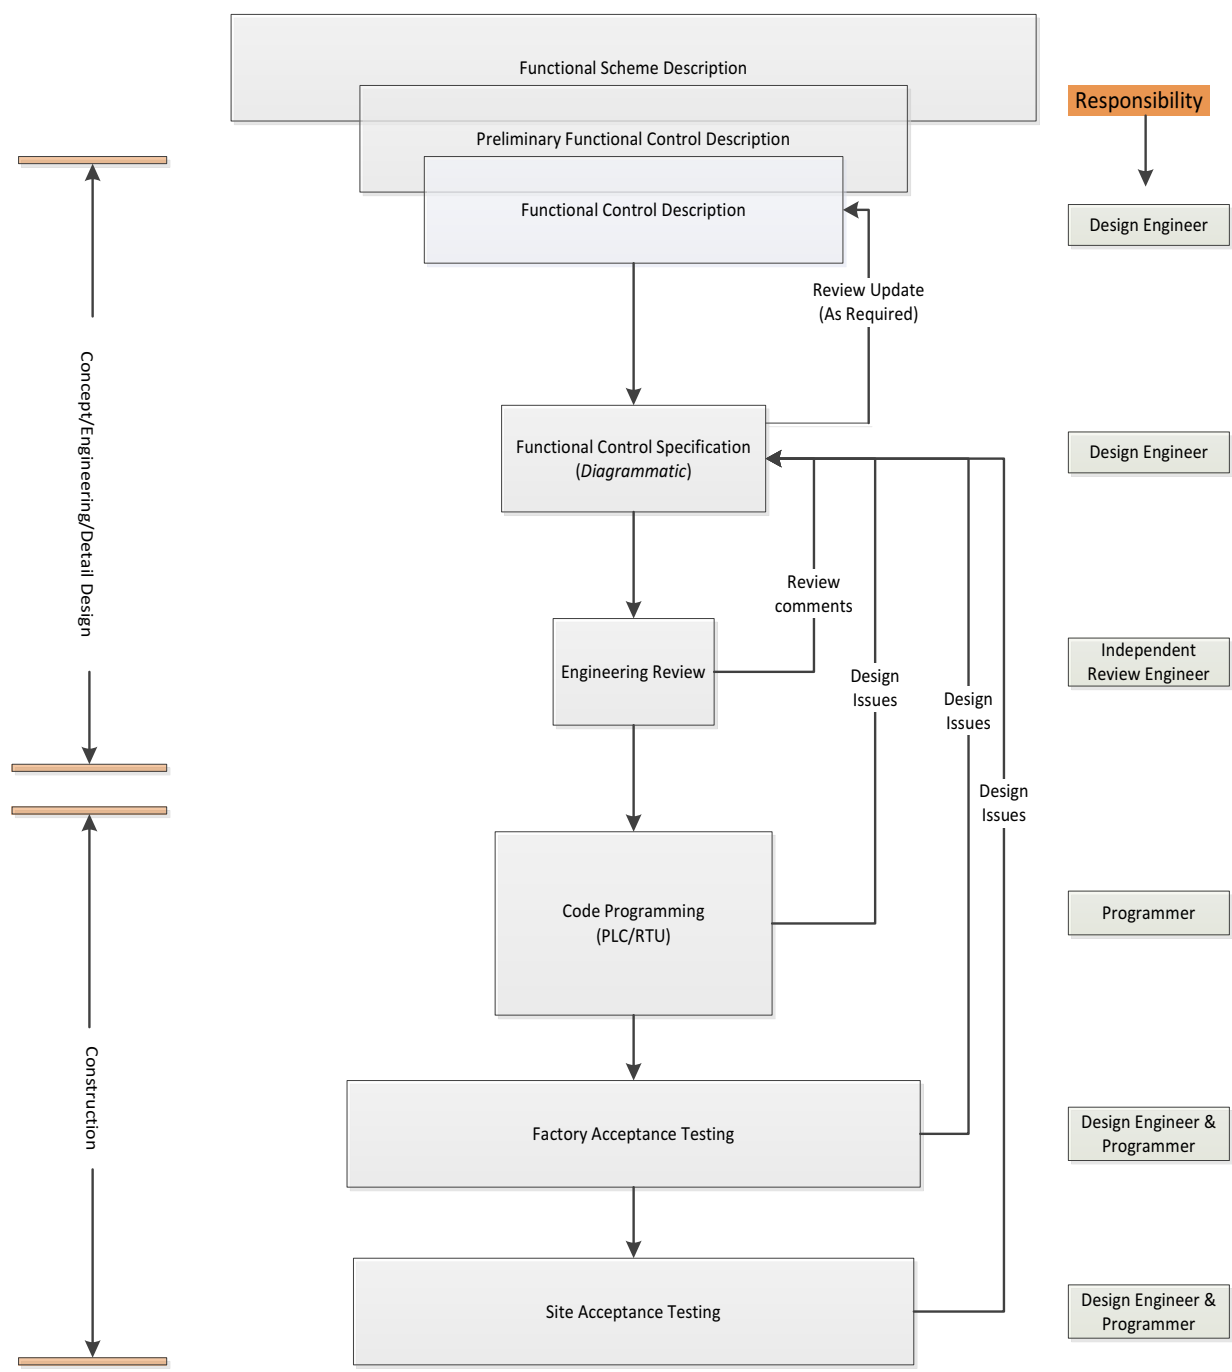 Functional Scheme Description
Responsibility
Preliminary Functional Control Description
Functional Control Description
Design Engineer
Review Update
(As Required)
Concept/Engineering/Detail Design
Functional Control Specification
(Diagrammatic)
Design Engineer
Review
comments
Engineering Review
Independent
Review Engineer
Design
Issues
Design
Issues
Design
Issues
Code Programming
(PLC/RTU)
Programmer
Construction
Factory Acceptance Testing
Design Engineer &
Programmer
Site Acceptance Testing
Design Engineer &
Programmer